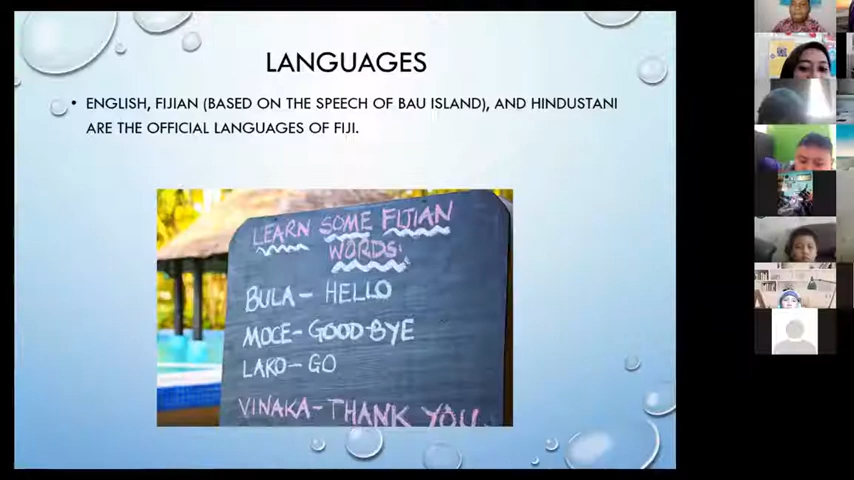 LANGUAGES
• ENGLISH, FIJIAN (BASED ON THE SPEECH OF BAU ISLAND), AND HINDUSTANI
ARE THE OFFICIAL LANGUAGES OF FIJI.
LEARN SOME FIJIAN
WORDS:
BULA - HELLO
MOCE - GOOD-BYE
LAKO - GO
VINAKA - THANK YOU